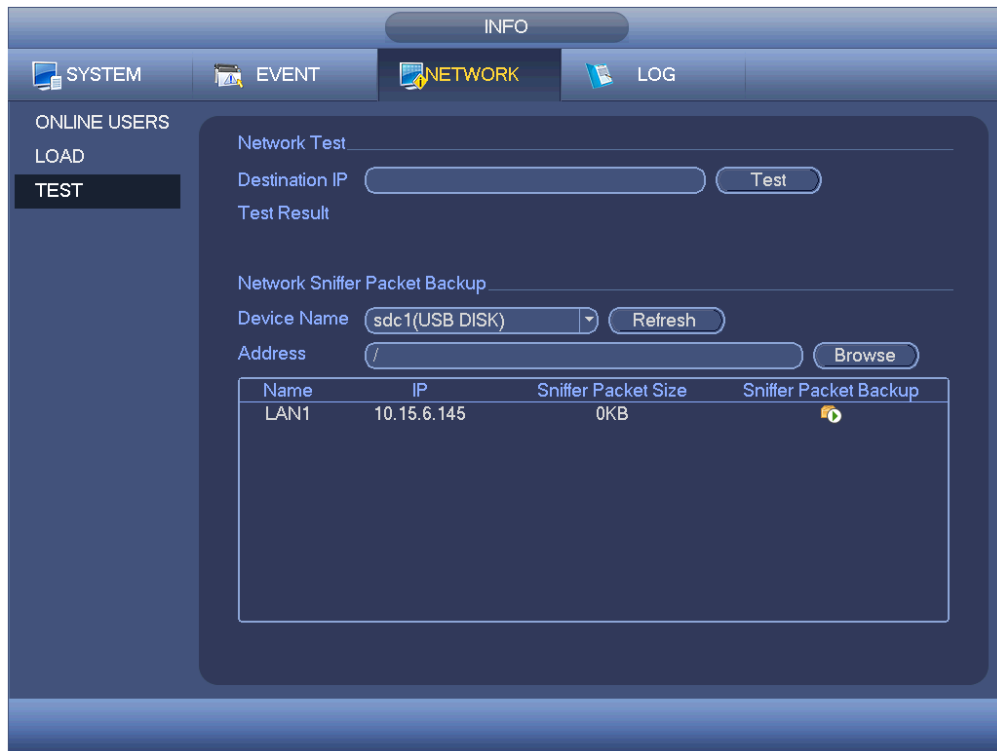 INFO
SYSTEM EVENT NETWORK LOG
ONLINE USERS
LOAD
TEST
Network Test
Destination IP Test
Test Result
Network Sniffer Packet Backup
Device Name sdc1(USB DISK) Refresh
Address / Browse
Name IP Sniffer Packet Size Sniffer Packet Backup
LAN1 10.15.6.145 0KB